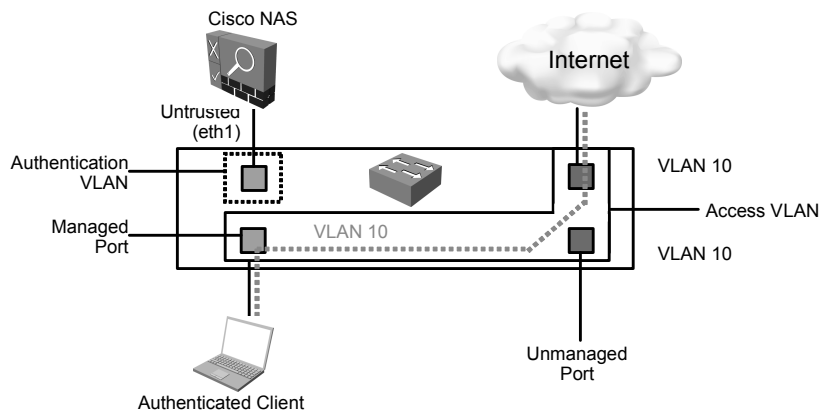 Cisco NAS
Internet
Untrusted
(eth1)
Authentication
VLAN
VLAN 10
Access VLAN
Managed
Port
VLAN 10
VLAN 10
Unmanaged
Port
Authenticated Client